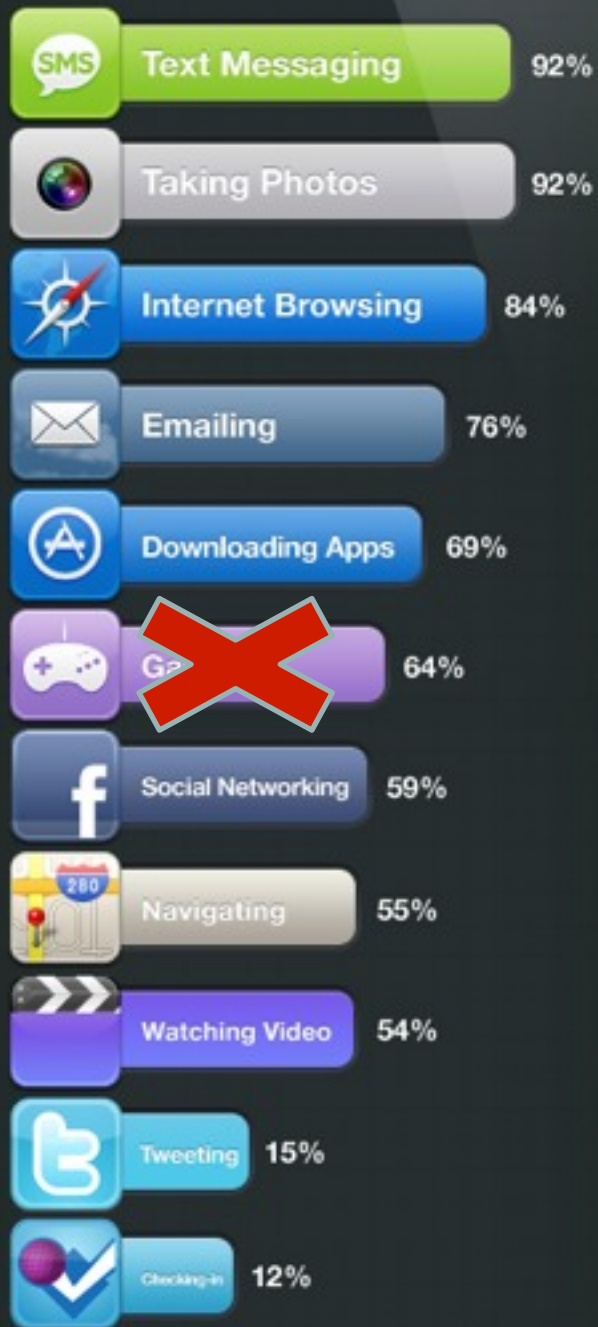 SMS Text Messaging 92%
Taking Photos 92%
Internet Browsing 84%
Emailing 76%
Downloading Apps 69%
64%
f Social Networking 59%
280 Navigating 55%
Watching Video 54%
t Tweeting 15%
Checking-in 12%